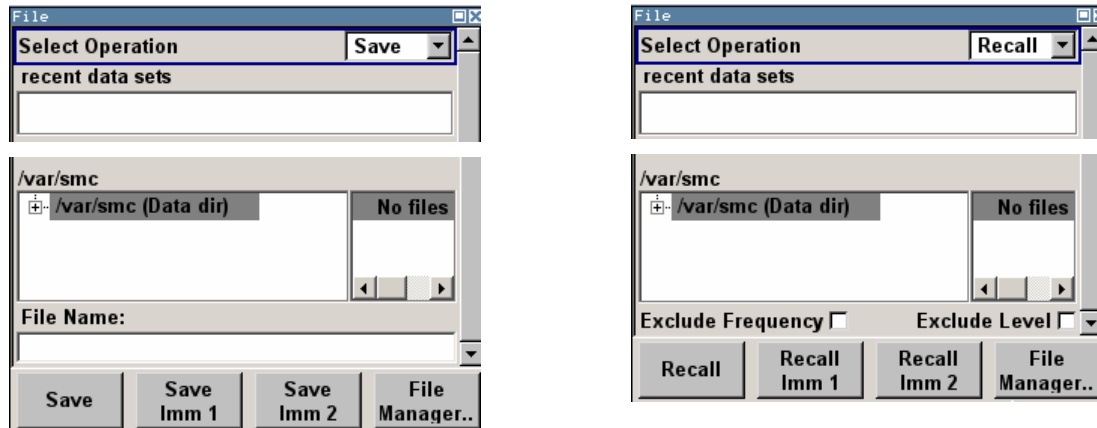 File
Select Operation Save
recent data sets
/var/smc
/var/smc (Data dir) No files
File Name:
Save Save Imm 1 Save Imm 2 File Manager..
File
Select Operation Recall
recent data sets
/var/smc
/var/smc (Data dir) No files
Exclude Frequency Exclude Level
Recall Recall Imm 1 Recall Imm 2 File Manager..